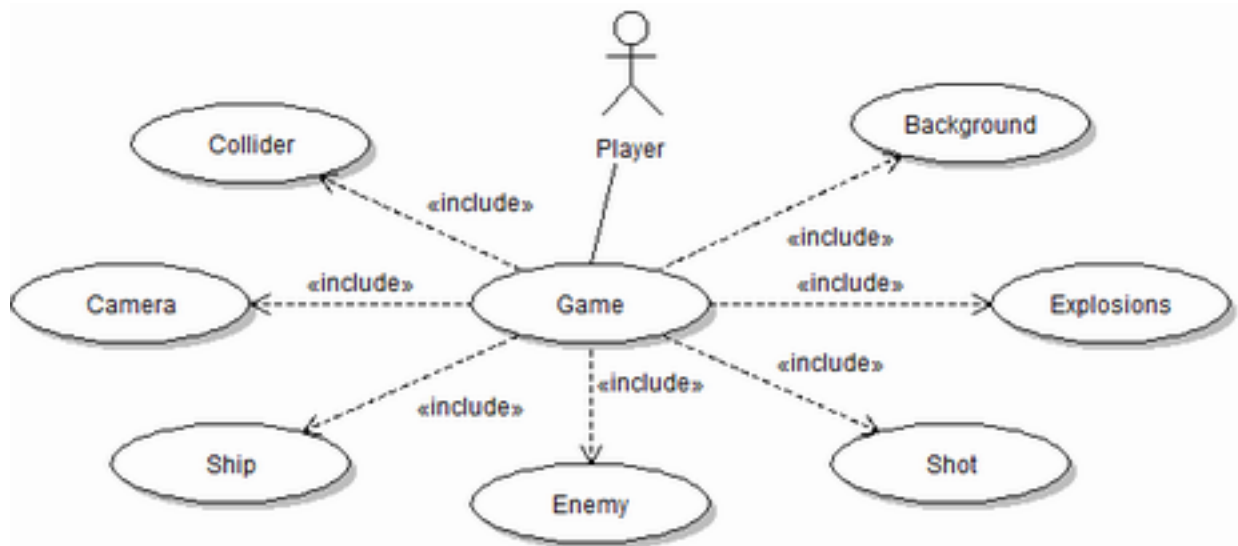 Background
Collider
Player
«include»
«include»
Camera
«include»
Game
«include»
Explosions
«include»
«include»
«include»
Ship
Shot
Enemy